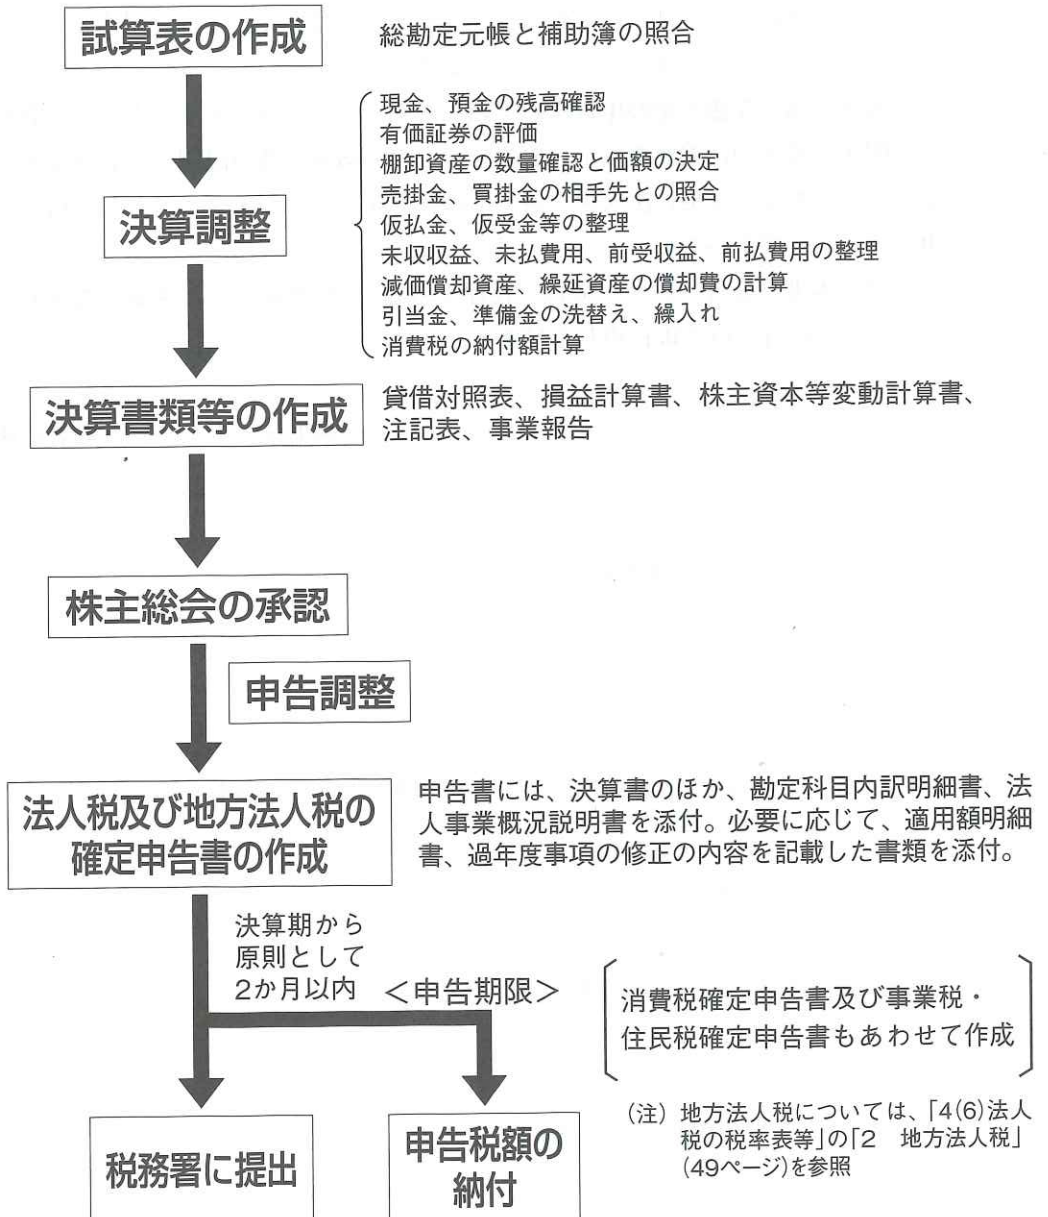 試算表の作成
総勘定元帳と補助簿の照合
現金、預金の残高確認
有価証券の評価
棚卸資産の数量確認と価額の決定
売掛金、買掛金の相手先との照合
仮払金、仮受金等の整理
未収収益、未払費用、前受収益、前払費用の整理
減価償却資産、繰延資産の償却費の計算
引当金、準備金の洗替え、繰入れ
消費税の納付額計算
決算調整
決算書類等の作成
貸借対照表、損益計算書、株主資本等変動計算書、
注記表、事業報告
株主総会の承認
申告調整
法人税及び地方法人税の
確定申告書の作成
申告書には、決算書のほか、勘定科目内訳明細書、法
人事業概況説明書を添付。必要に応じて、適用額明細
書、過年度事項の修正の内容を記載した書類を添付。
決算期から
原則として
2か月以内
＜申告期限＞
消費税確定申告書及び事業税・
住民税確定申告書もあわせて作成
税務署に提出
申告税額の
納付
(注) 地方法人税については、「4(6)法人
税の税率表等」の「2　地方法人税」
(49ページ)を参照